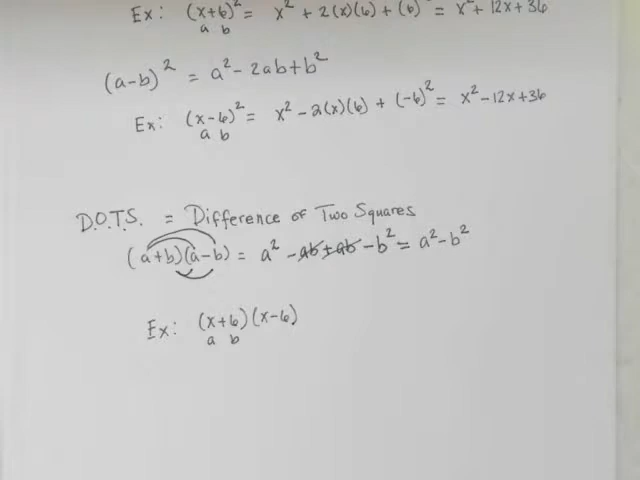 Ex: (x+6)² = x² + 2(x)(6) + (6)² = x² + 12x + 36
a b
(a-b)² = a² - 2ab + b²
Ex: (x-6)² = x² - 2(x)(6) + (-6)² = x² - 12x + 36
a b
D.O.T.S. = Difference of Two Squares
(a+b)(a-b) = a² - ab + ab - b² = a² - b²
Ex: (x+6)(x-6)
a b